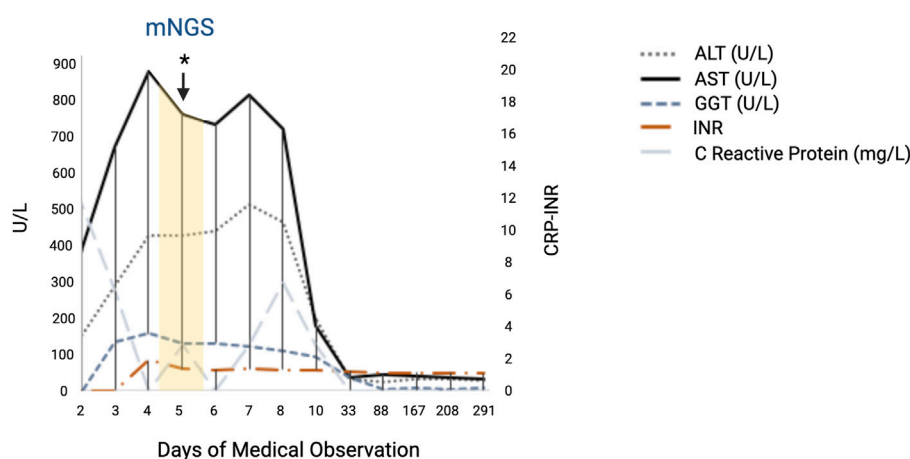 mNGS
*
900
800
700
600
500
400
300
200
100
0
U/L
22
20
18
16
14
12
10
8
6
4
2
0
CRP-INR
2 3 4 5 6 7 8 10 33 88 167 208 291
Days of Medical Observation
ALT (U/L)
AST (U/L)
GGT (U/L)
INR
C Reactive Protein (mg/L)